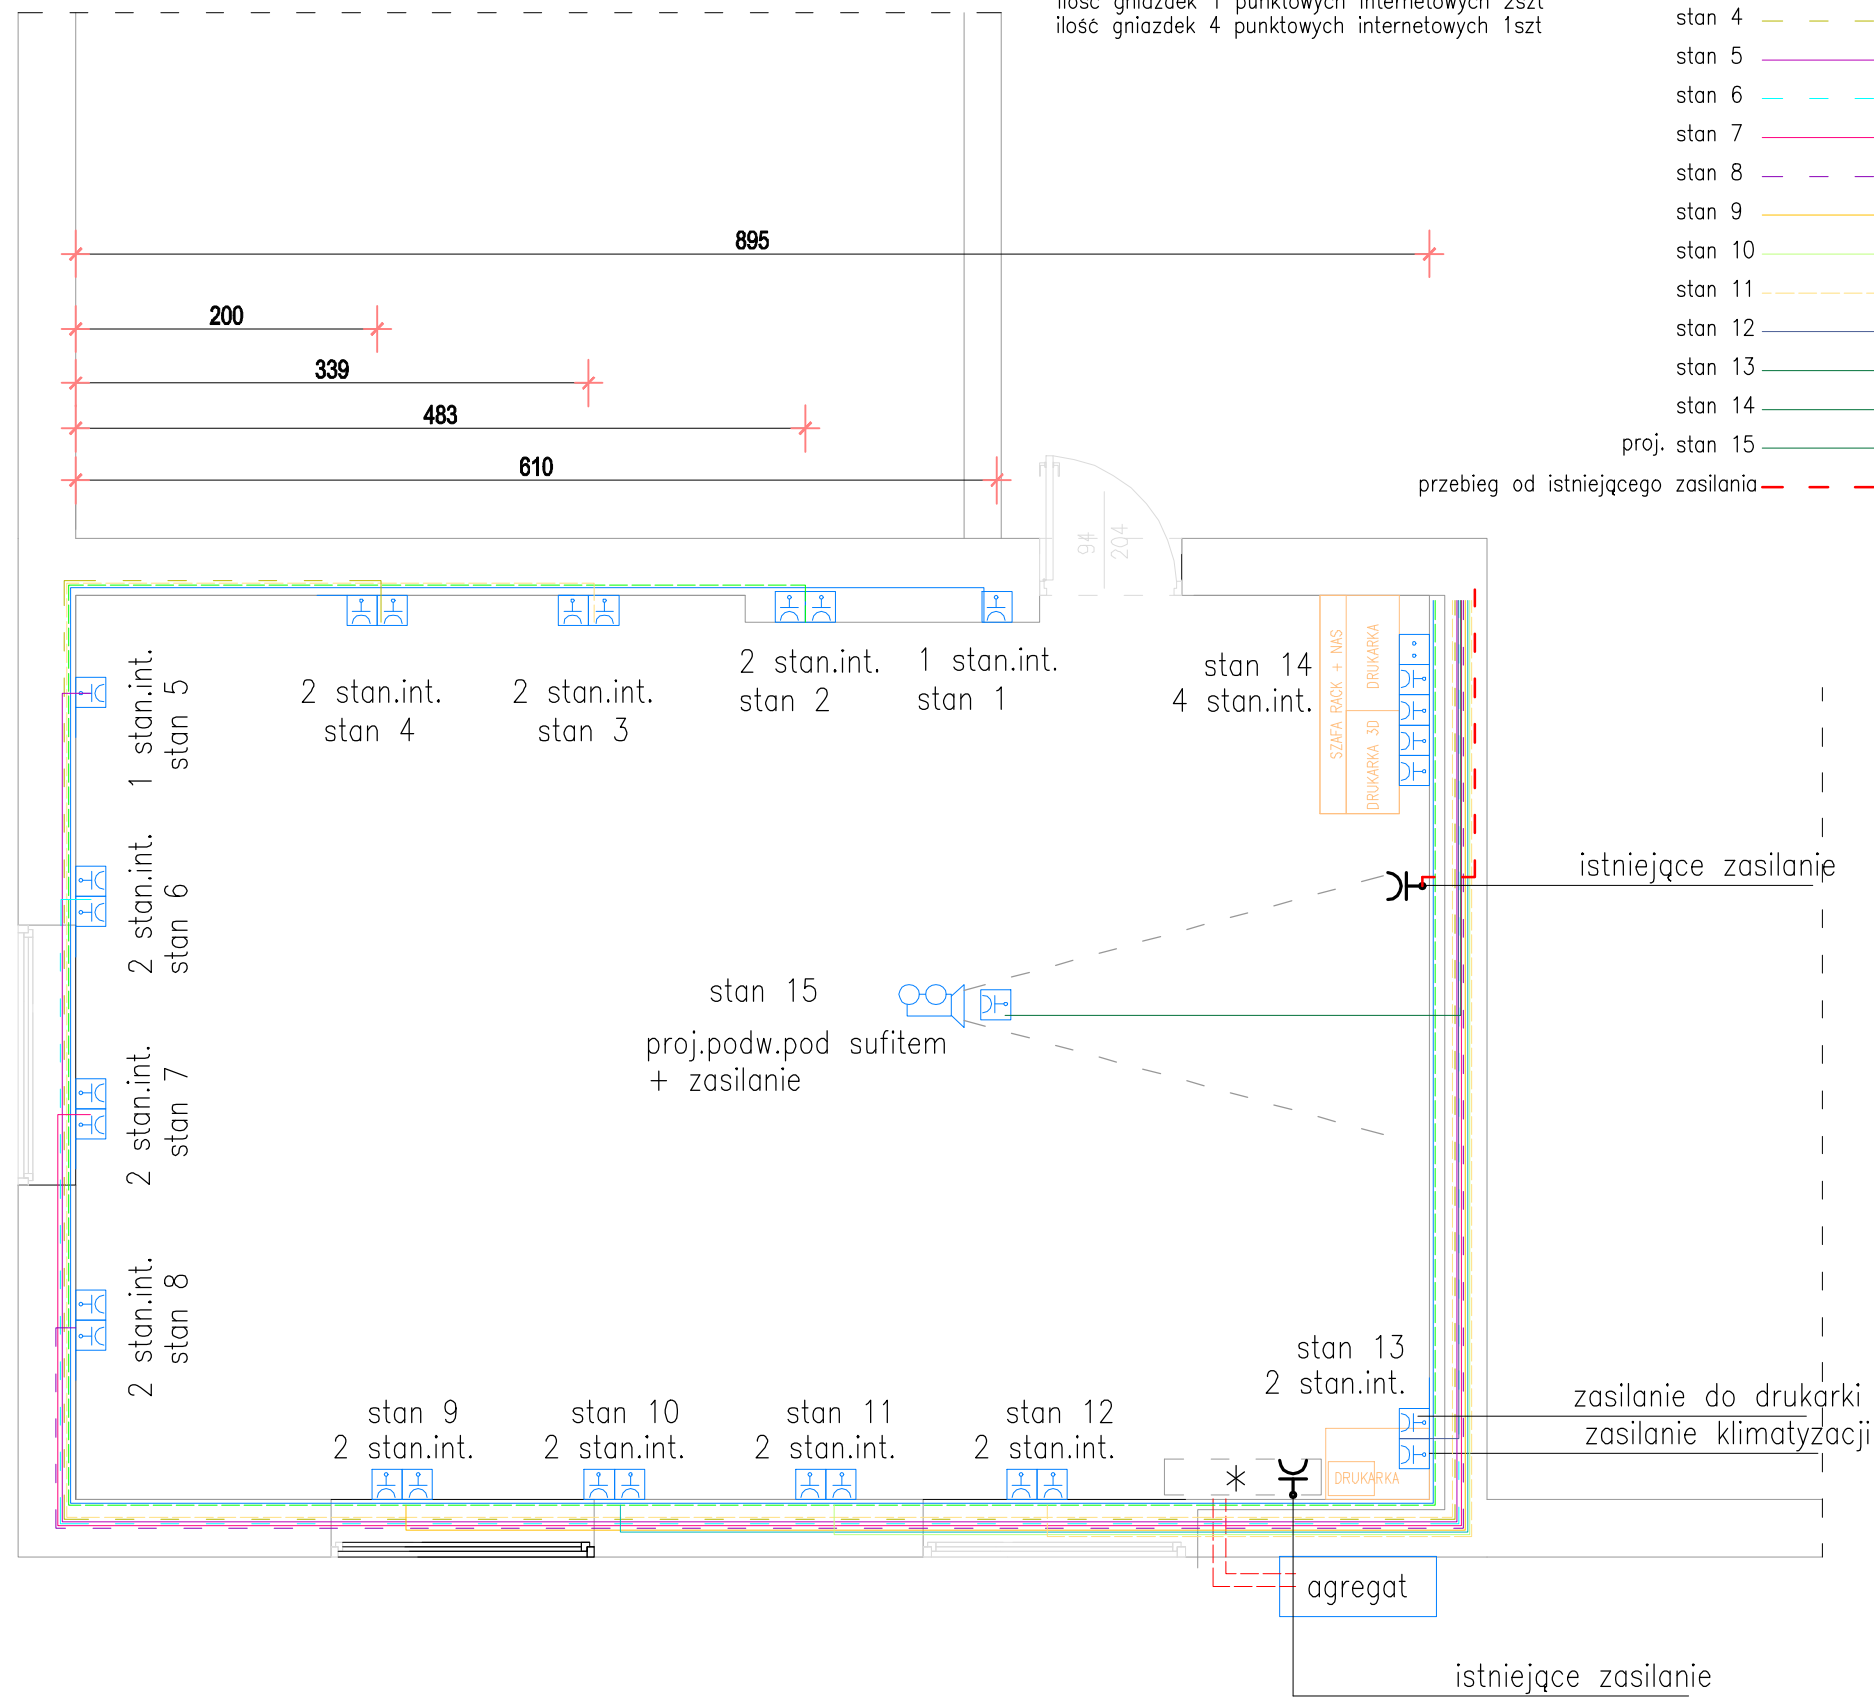 ilość gniazdek 1 punktowych internetowych 2szt
ilość gniazdek 4 punktowych internetowych 1szt
stan 4
stan 5
stan 6
stan 7
stan 8
stan 9
stan 10
stan 11
stan 12
stan 13
stan 14
proj. stan 15
przebieg od istniejącego zasilania
895
200
339
483
610
94
204
2 stan.int.
stan 4
2 stan.int.
stan 3
2 stan.int.
stan 2
1 stan.int.
stan 1
stan 14
4 stan.int.
SZAFA RACK + NAS
DRUKARKA
DRUKARKA 3D
1 stan.int.
stan 5
2 stan.int.
stan 6
2 stan.int.
stan 7
2 stan.int.
stan 8
istniejące zasilanie
stan 15
proj.podw.pod sufitem
+ zasilanie
stan 13
2 stan.int.
zasilanie do drukarki
zasilanie klimatyzacji
stan 9
2 stan.int.
stan 10
2 stan.int.
stan 11
2 stan.int.
stan 12
2 stan.int.
DRUKARKA
agregat
istniejące zasilanie